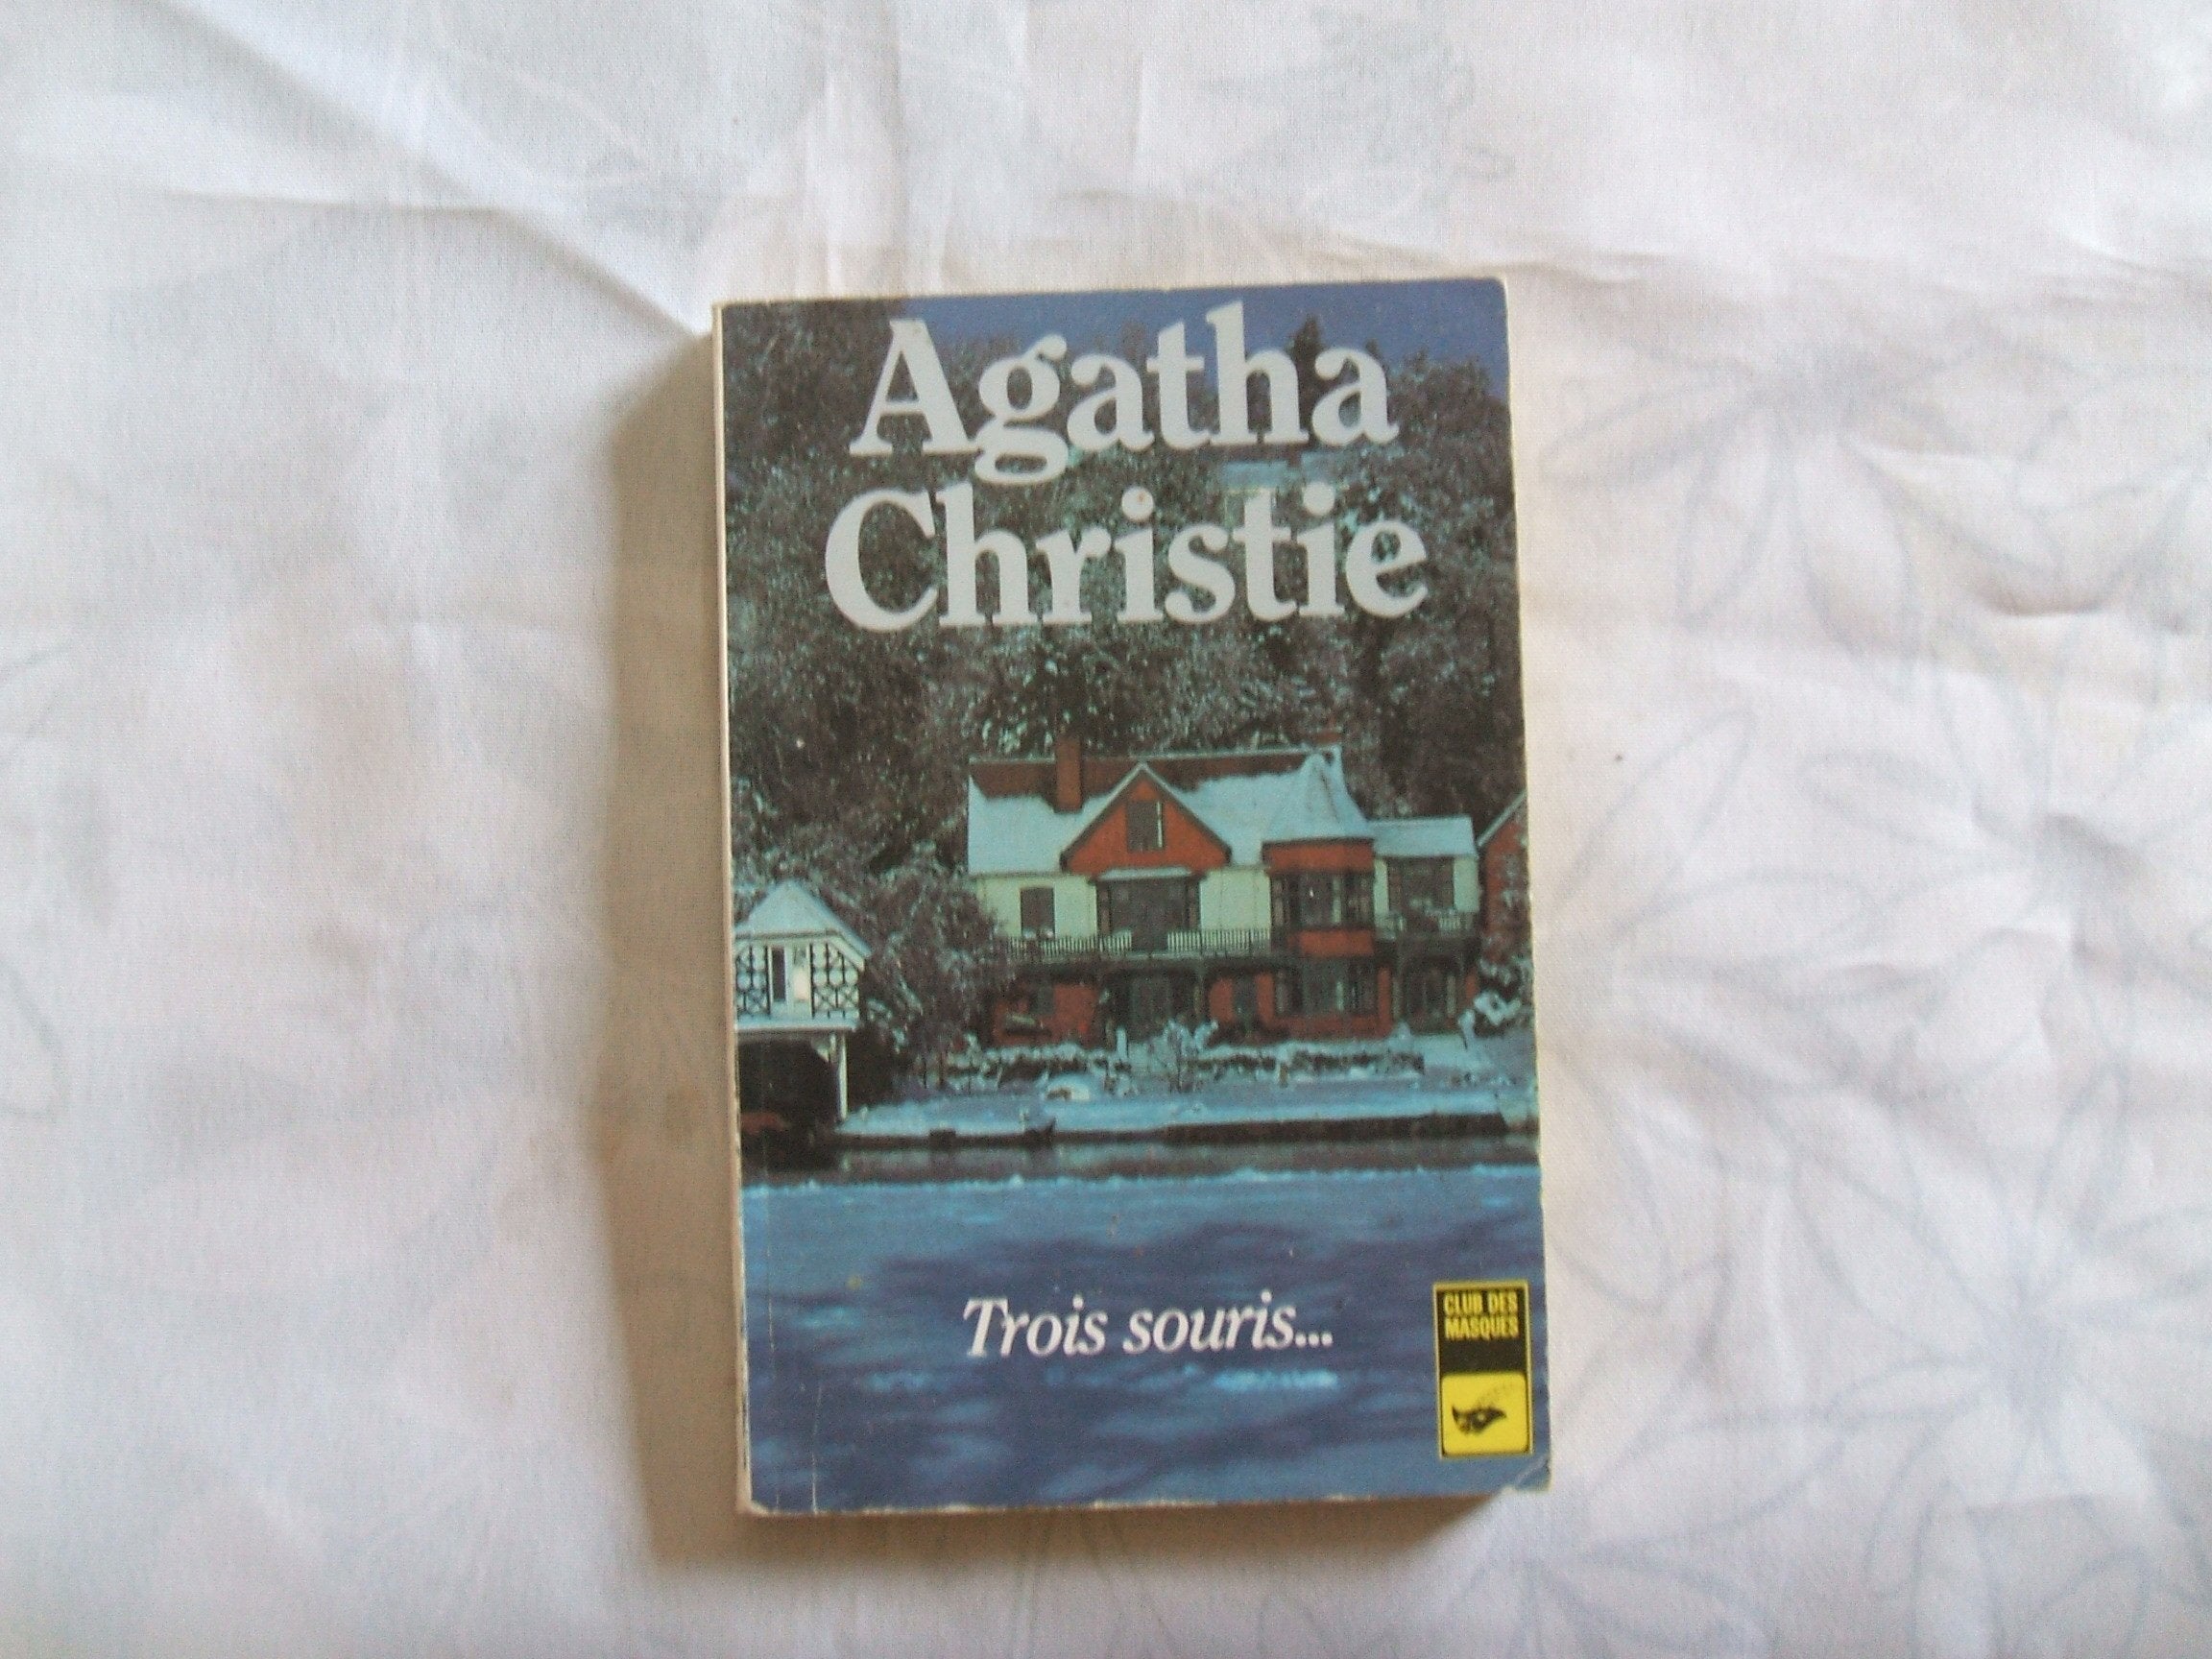 Agatha
Christie
Trois souris...
CLUB DES
MASQUES